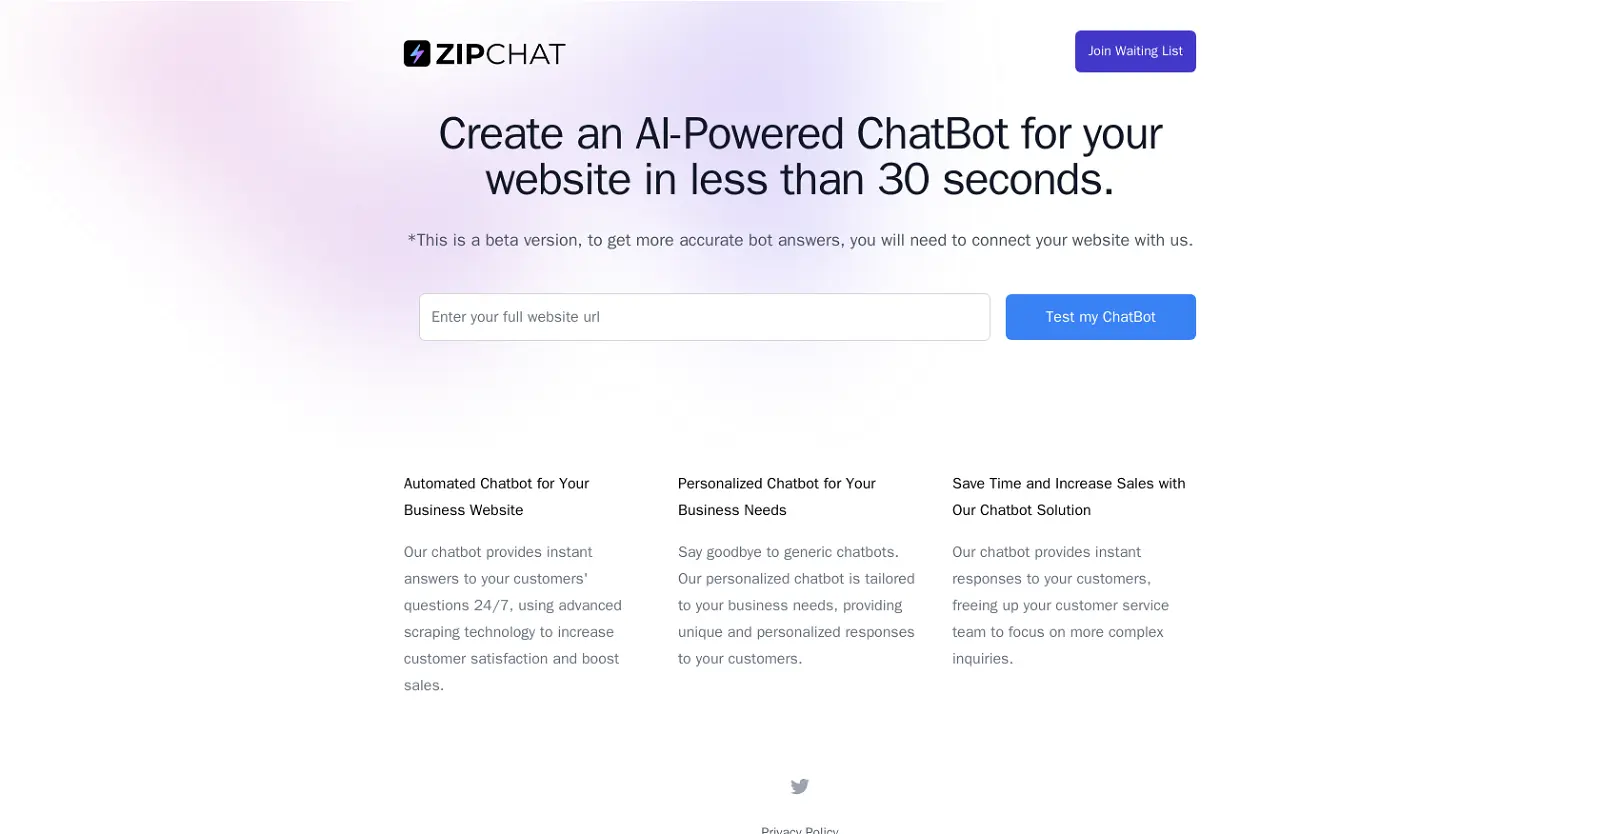 ZIPCHAT
Join Waiting List
Create an AI-Powered ChatBot for your
website in less than 30 seconds.
*This is a beta version, to get more accurate bot answers, you will need to connect your website with us.
Enter your full website url
Test my ChatBot
Automated Chatbot for Your
Business Website
Our chatbot provides instant
answers to your customers'
questions 24/7, using advanced
scraping technology to increase
customer satisfaction and boost
sales.
Personalized Chatbot for Your
Business Needs
Say goodbye to generic chatbots.
Our personalized chatbot is tailored
to your business needs, providing
unique and personalized responses
to your customers.
Save Time and Increase Sales with
Our Chatbot Solution
Our chatbot provides instant
responses to your customers,
freeing up your customer service
team to focus on more complex
inquiries.
Privacy Policy